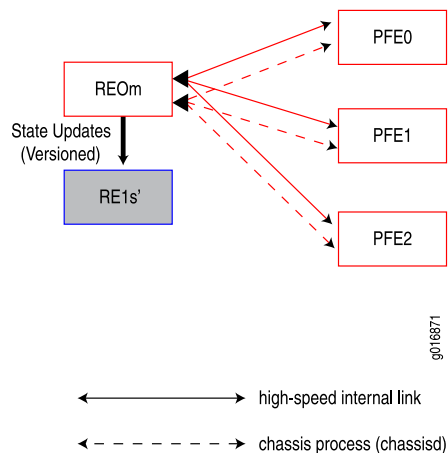 PFE0
REOm
State Updates
(Versioned)
PFE1
RE1s’
PFE2
g016871
high-speed internal link
chassis process (chassisd)